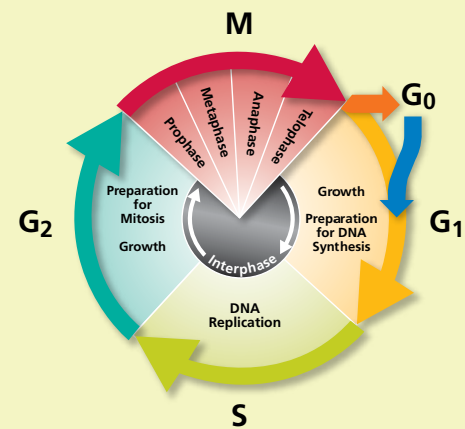 M
Prophase
Metaphase
Anaphase
Telophase
G0
Growth
Preparation
for DNA
Synthesis
G1
Preparation
for
Mitosis
Growth
G2
Interphase
DNA
Replication
S